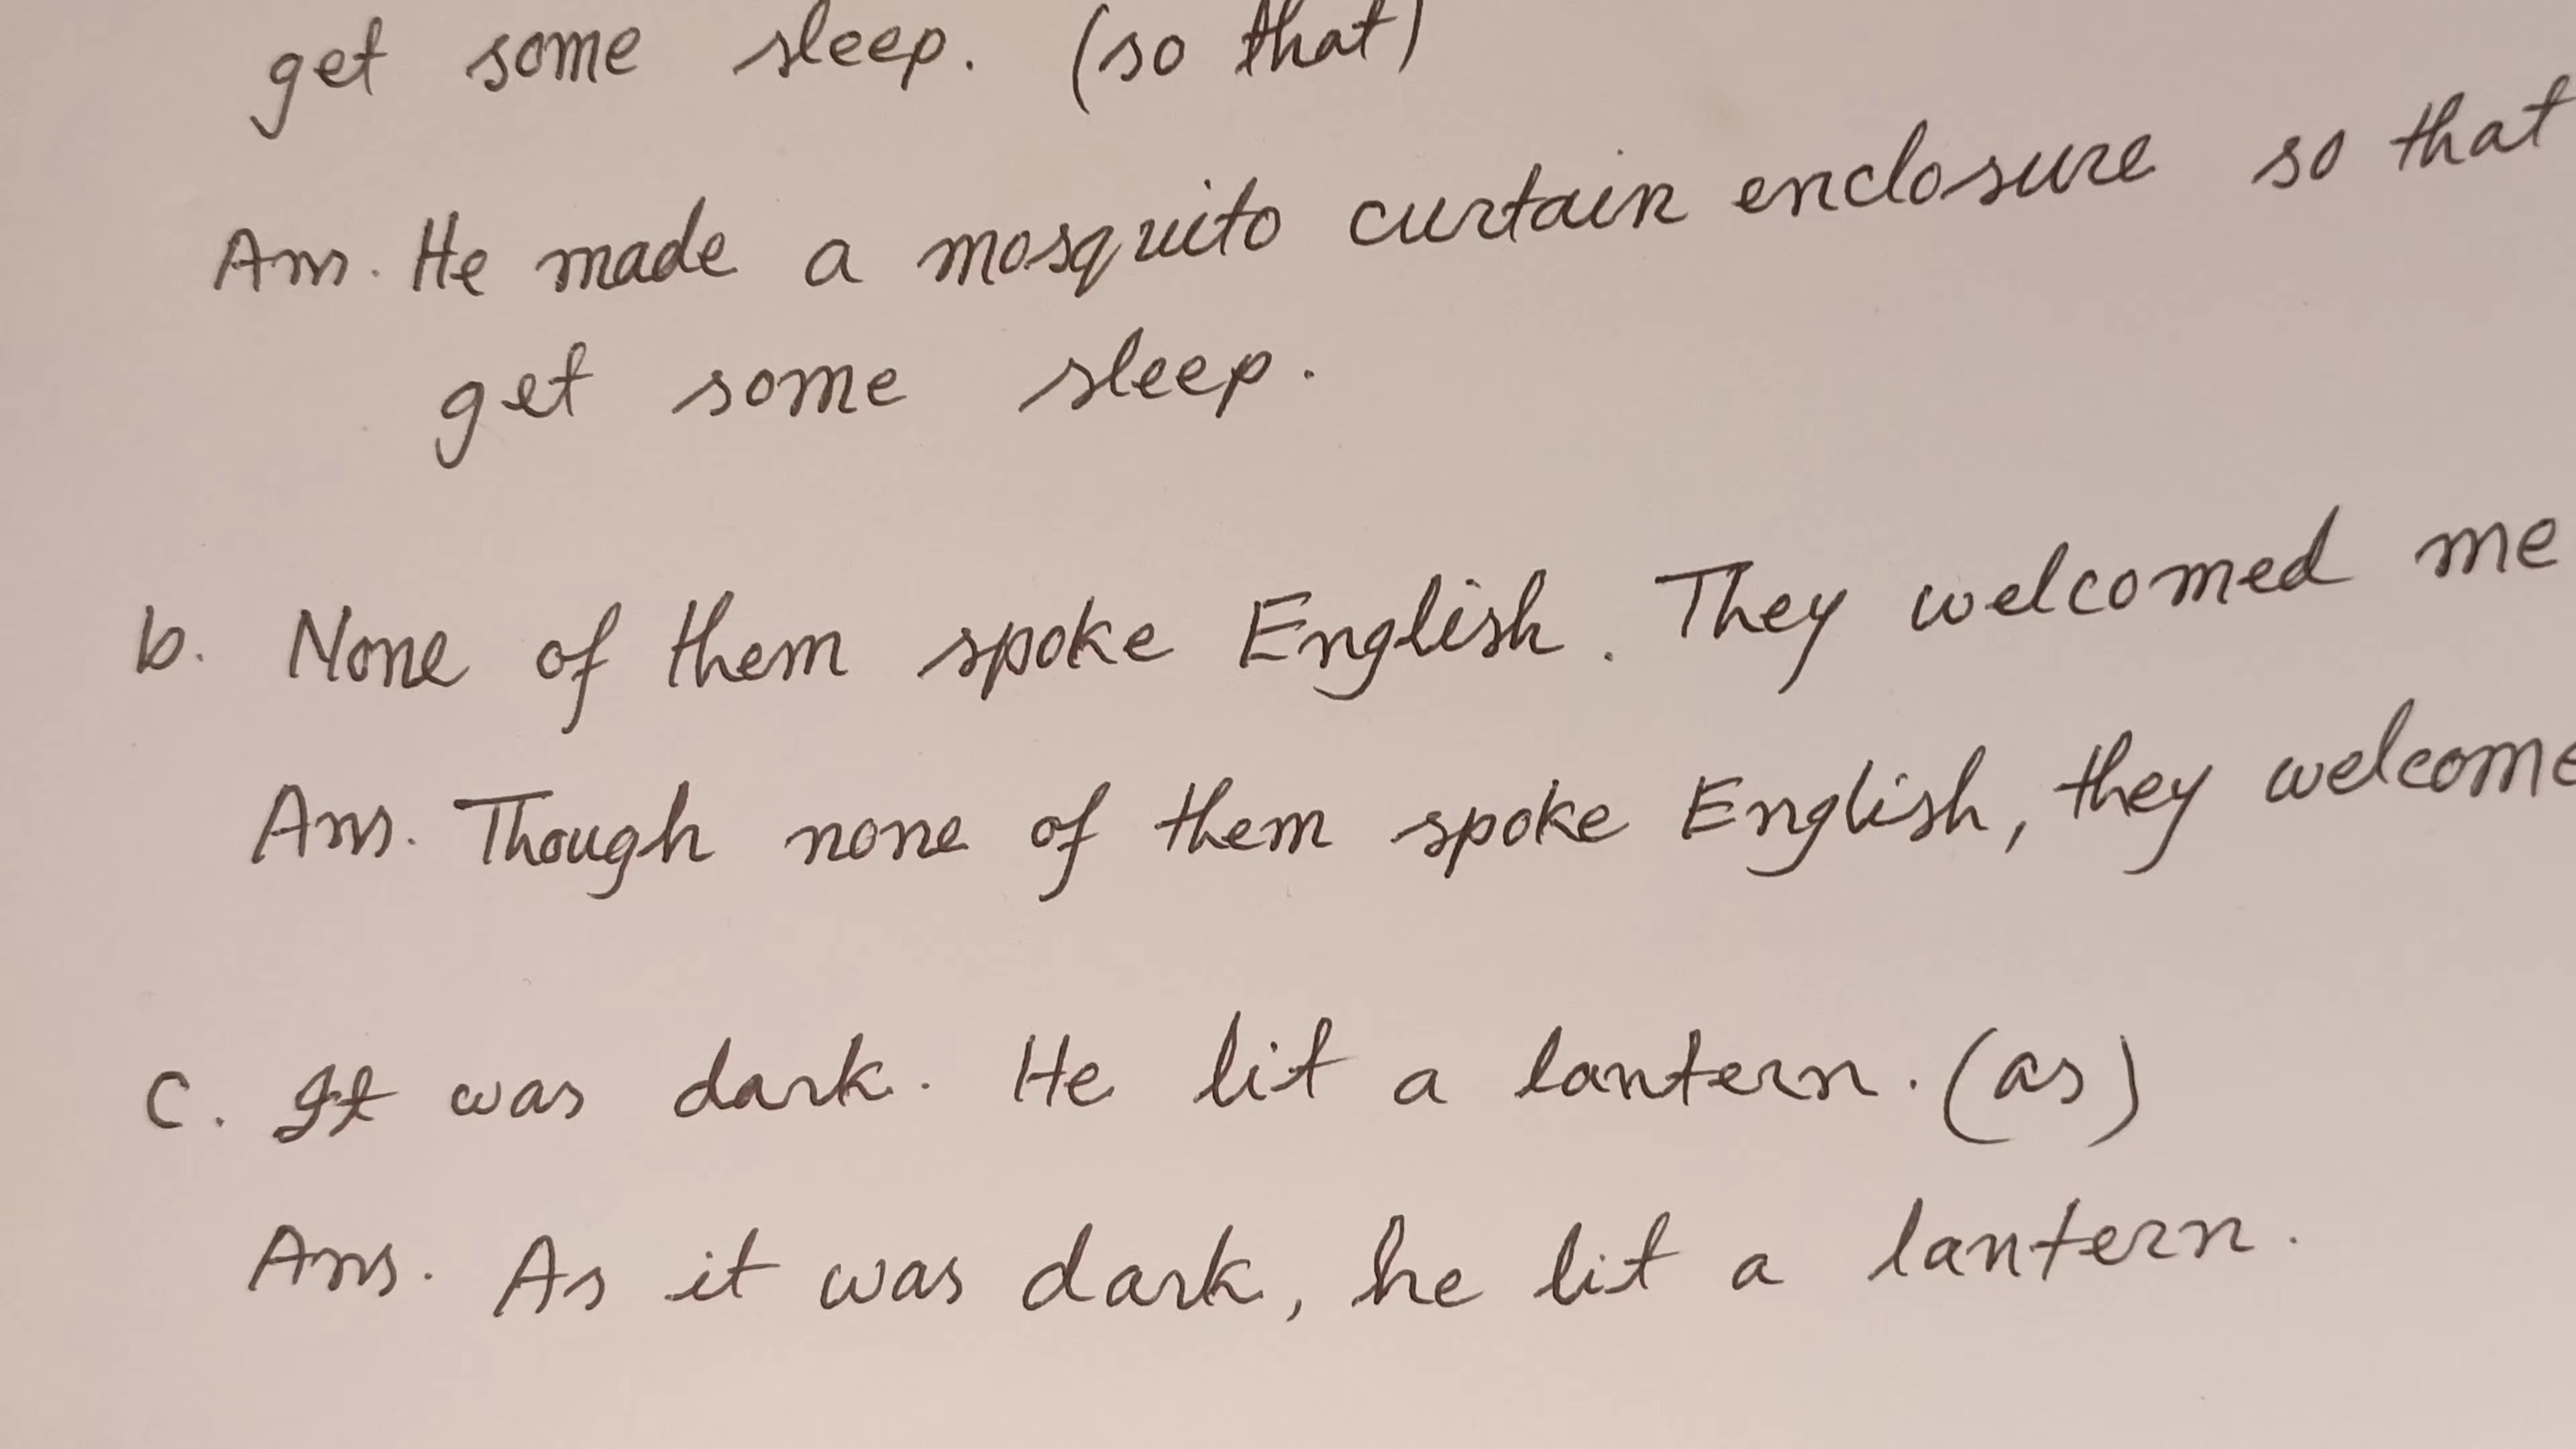 get some sleep. (so that)
Ans. He made a mosquito curtain enclosure so that
get some sleep.
b. None of them spoke English. They welcomed me
Ans. Though none of them spoke English, they welcome
c. It was dark. He lit a lantern. (as)
Ans. As it was dark, he lit a lantern.